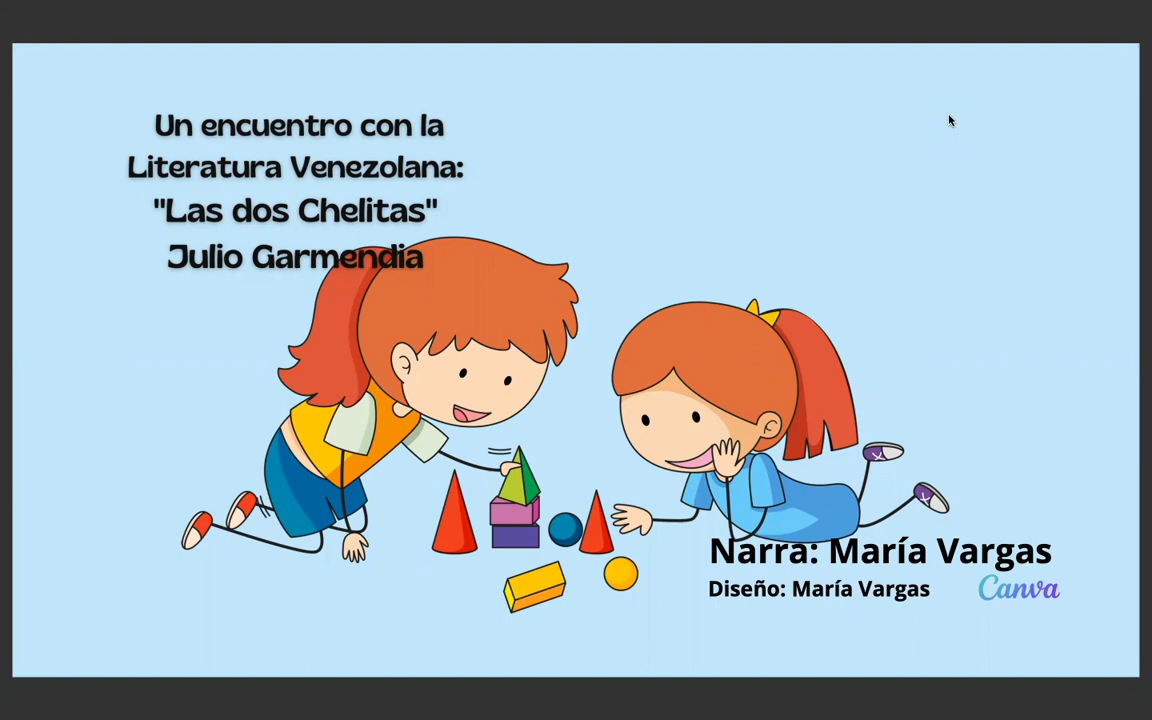 Un encuentro con la
Literatura Venezolana:
"Las dos Chelitas"
Julio Garmendia
Narra: María Vargas
Diseño: María Vargas
Canva